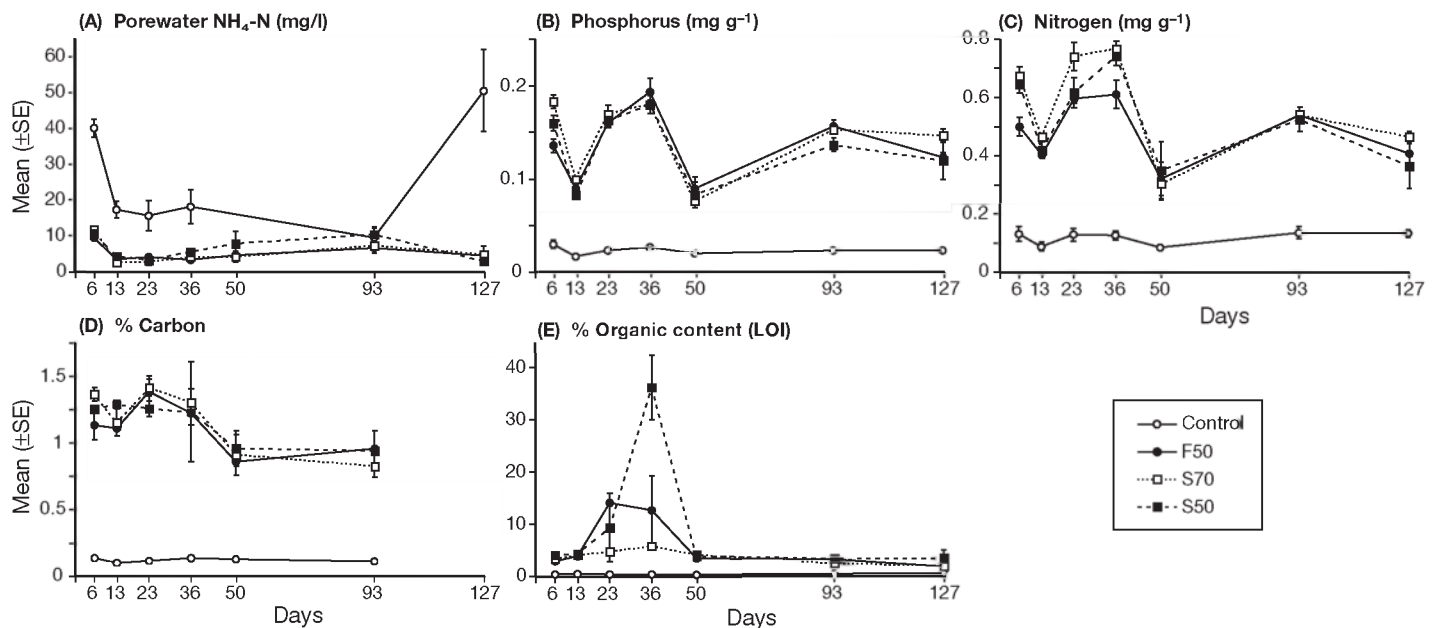 (A) Porewater NH₄-N (mg/l)
60
50
40
30
20
10
0
Mean (±SE)
6 13 23 36 50 93 127
(B) Phosphorus (mg g⁻¹)
0.2
0.1
0
6 13 23 36 50 93 127
(C) Nitrogen (mg g⁻¹)
0.8
0.6
0.4
0.2
0
6 13 23 36 50 93 127
Days
(D) % Carbon
1.5
1
0.5
0
Mean (±SE)
6 13 23 36 50 93 127
Days
(E) % Organic content (LOI)
40
30
20
10
0
6 13 23 36 50 93 127
Days
Control
F50
S70
S50